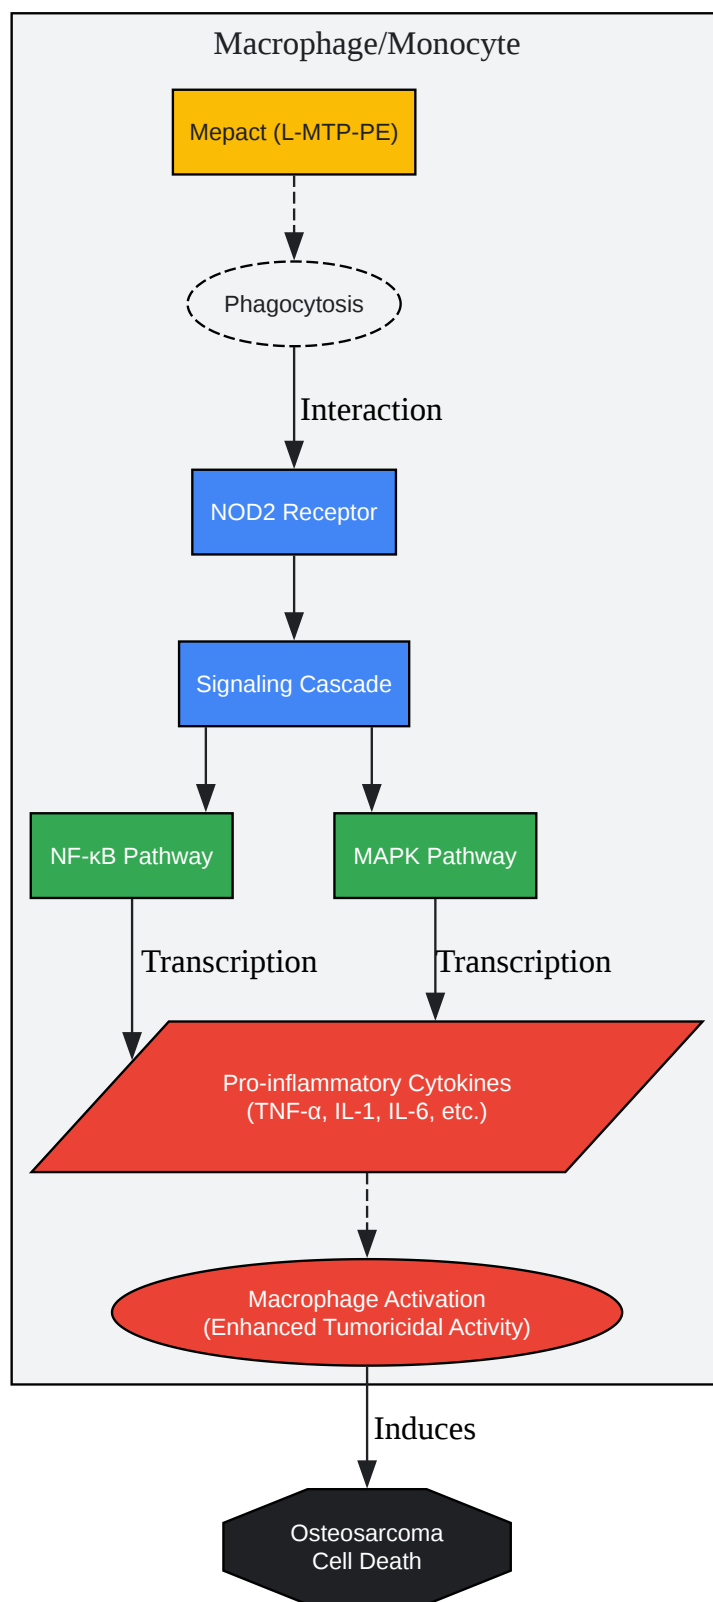 Macrophage/Monocyte
Mepact (L-MTP-PE)
Phagocytosis
Interaction
NOD2 Receptor
Signaling Cascade
NF-κB Pathway
MAPK Pathway
Transcription
Transcription
Pro-inflammatory Cytokines
(TNF-α, IL-1, IL-6, etc.)
Macrophage Activation
(Enhanced Tumoricidal Activity)
Induces
Osteosarcoma
Cell Death